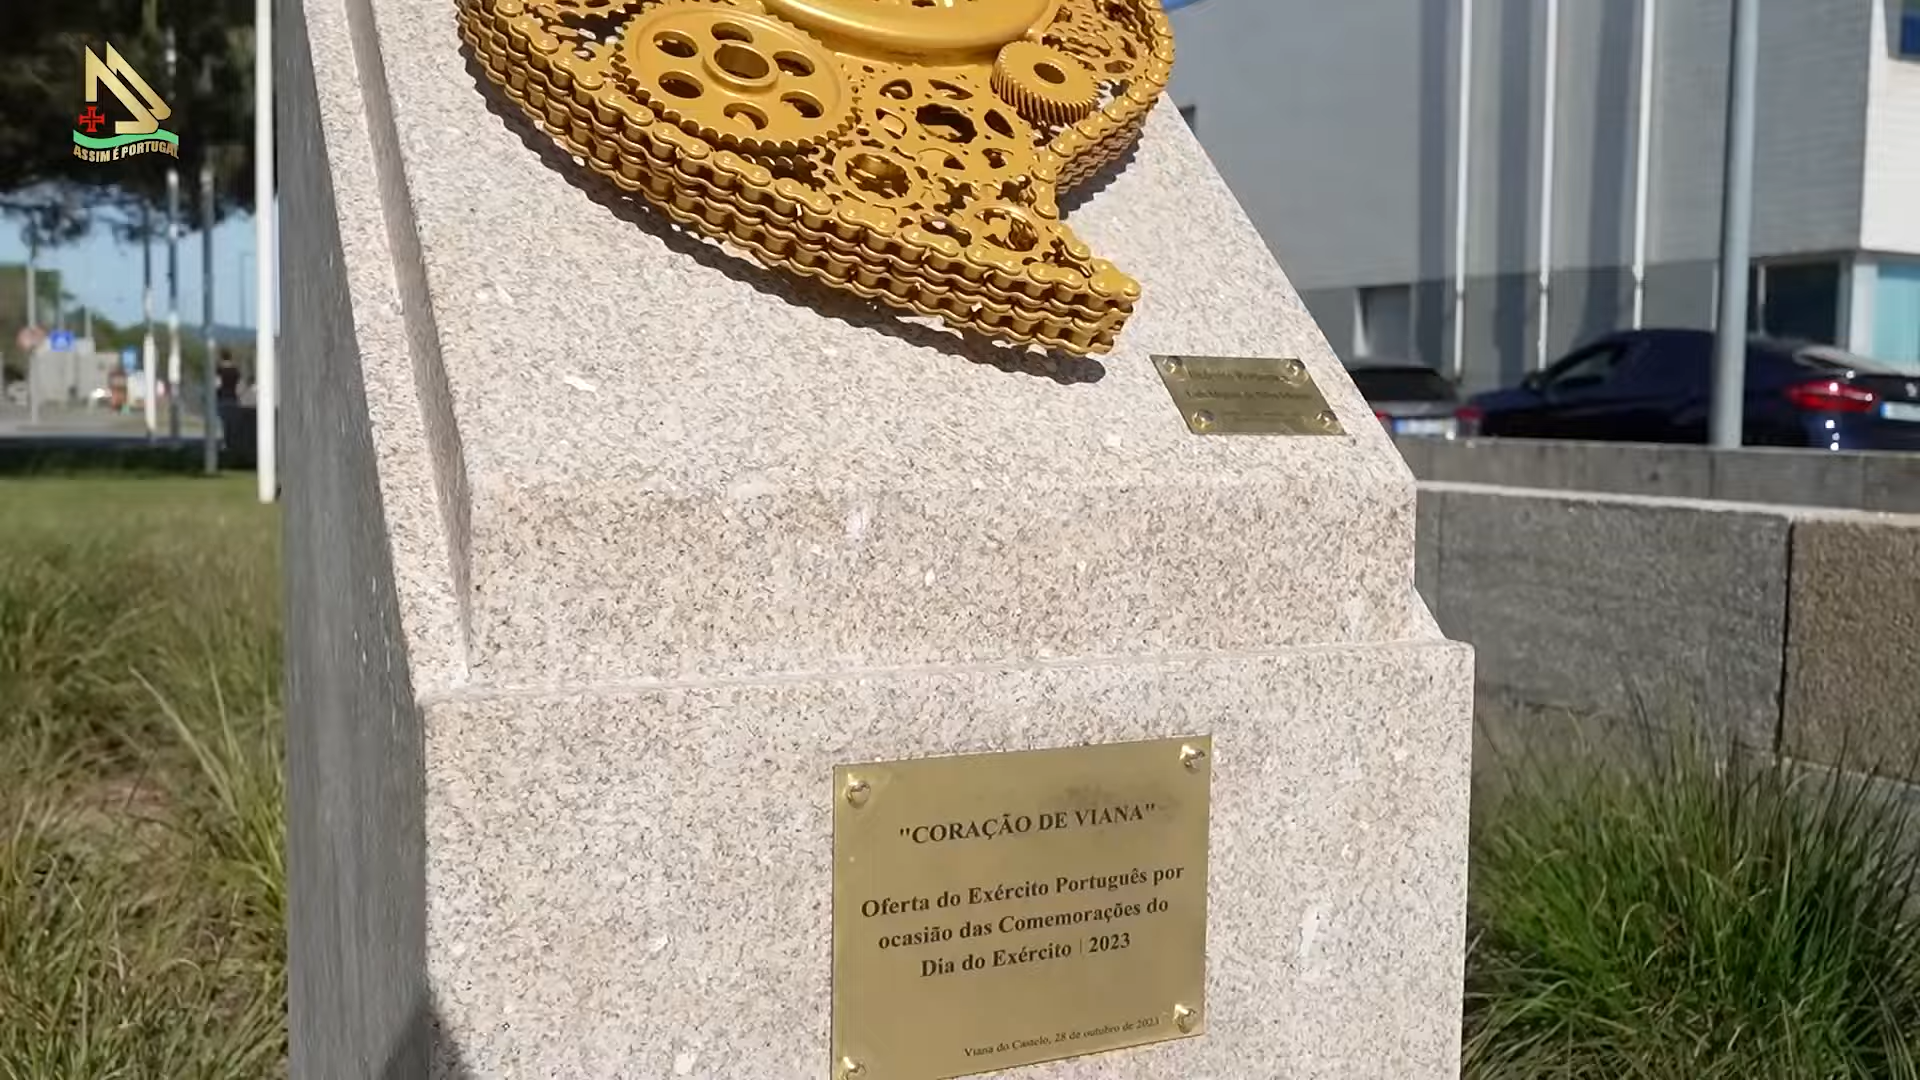 ASSIM É PORTUGAL
"CORAÇÃO DE VIANA"
Oferta do Exército Português por
ocasião das Comemorações do
Dia do Exército | 2023
Viana do Castelo, 28 de outubro de 2023